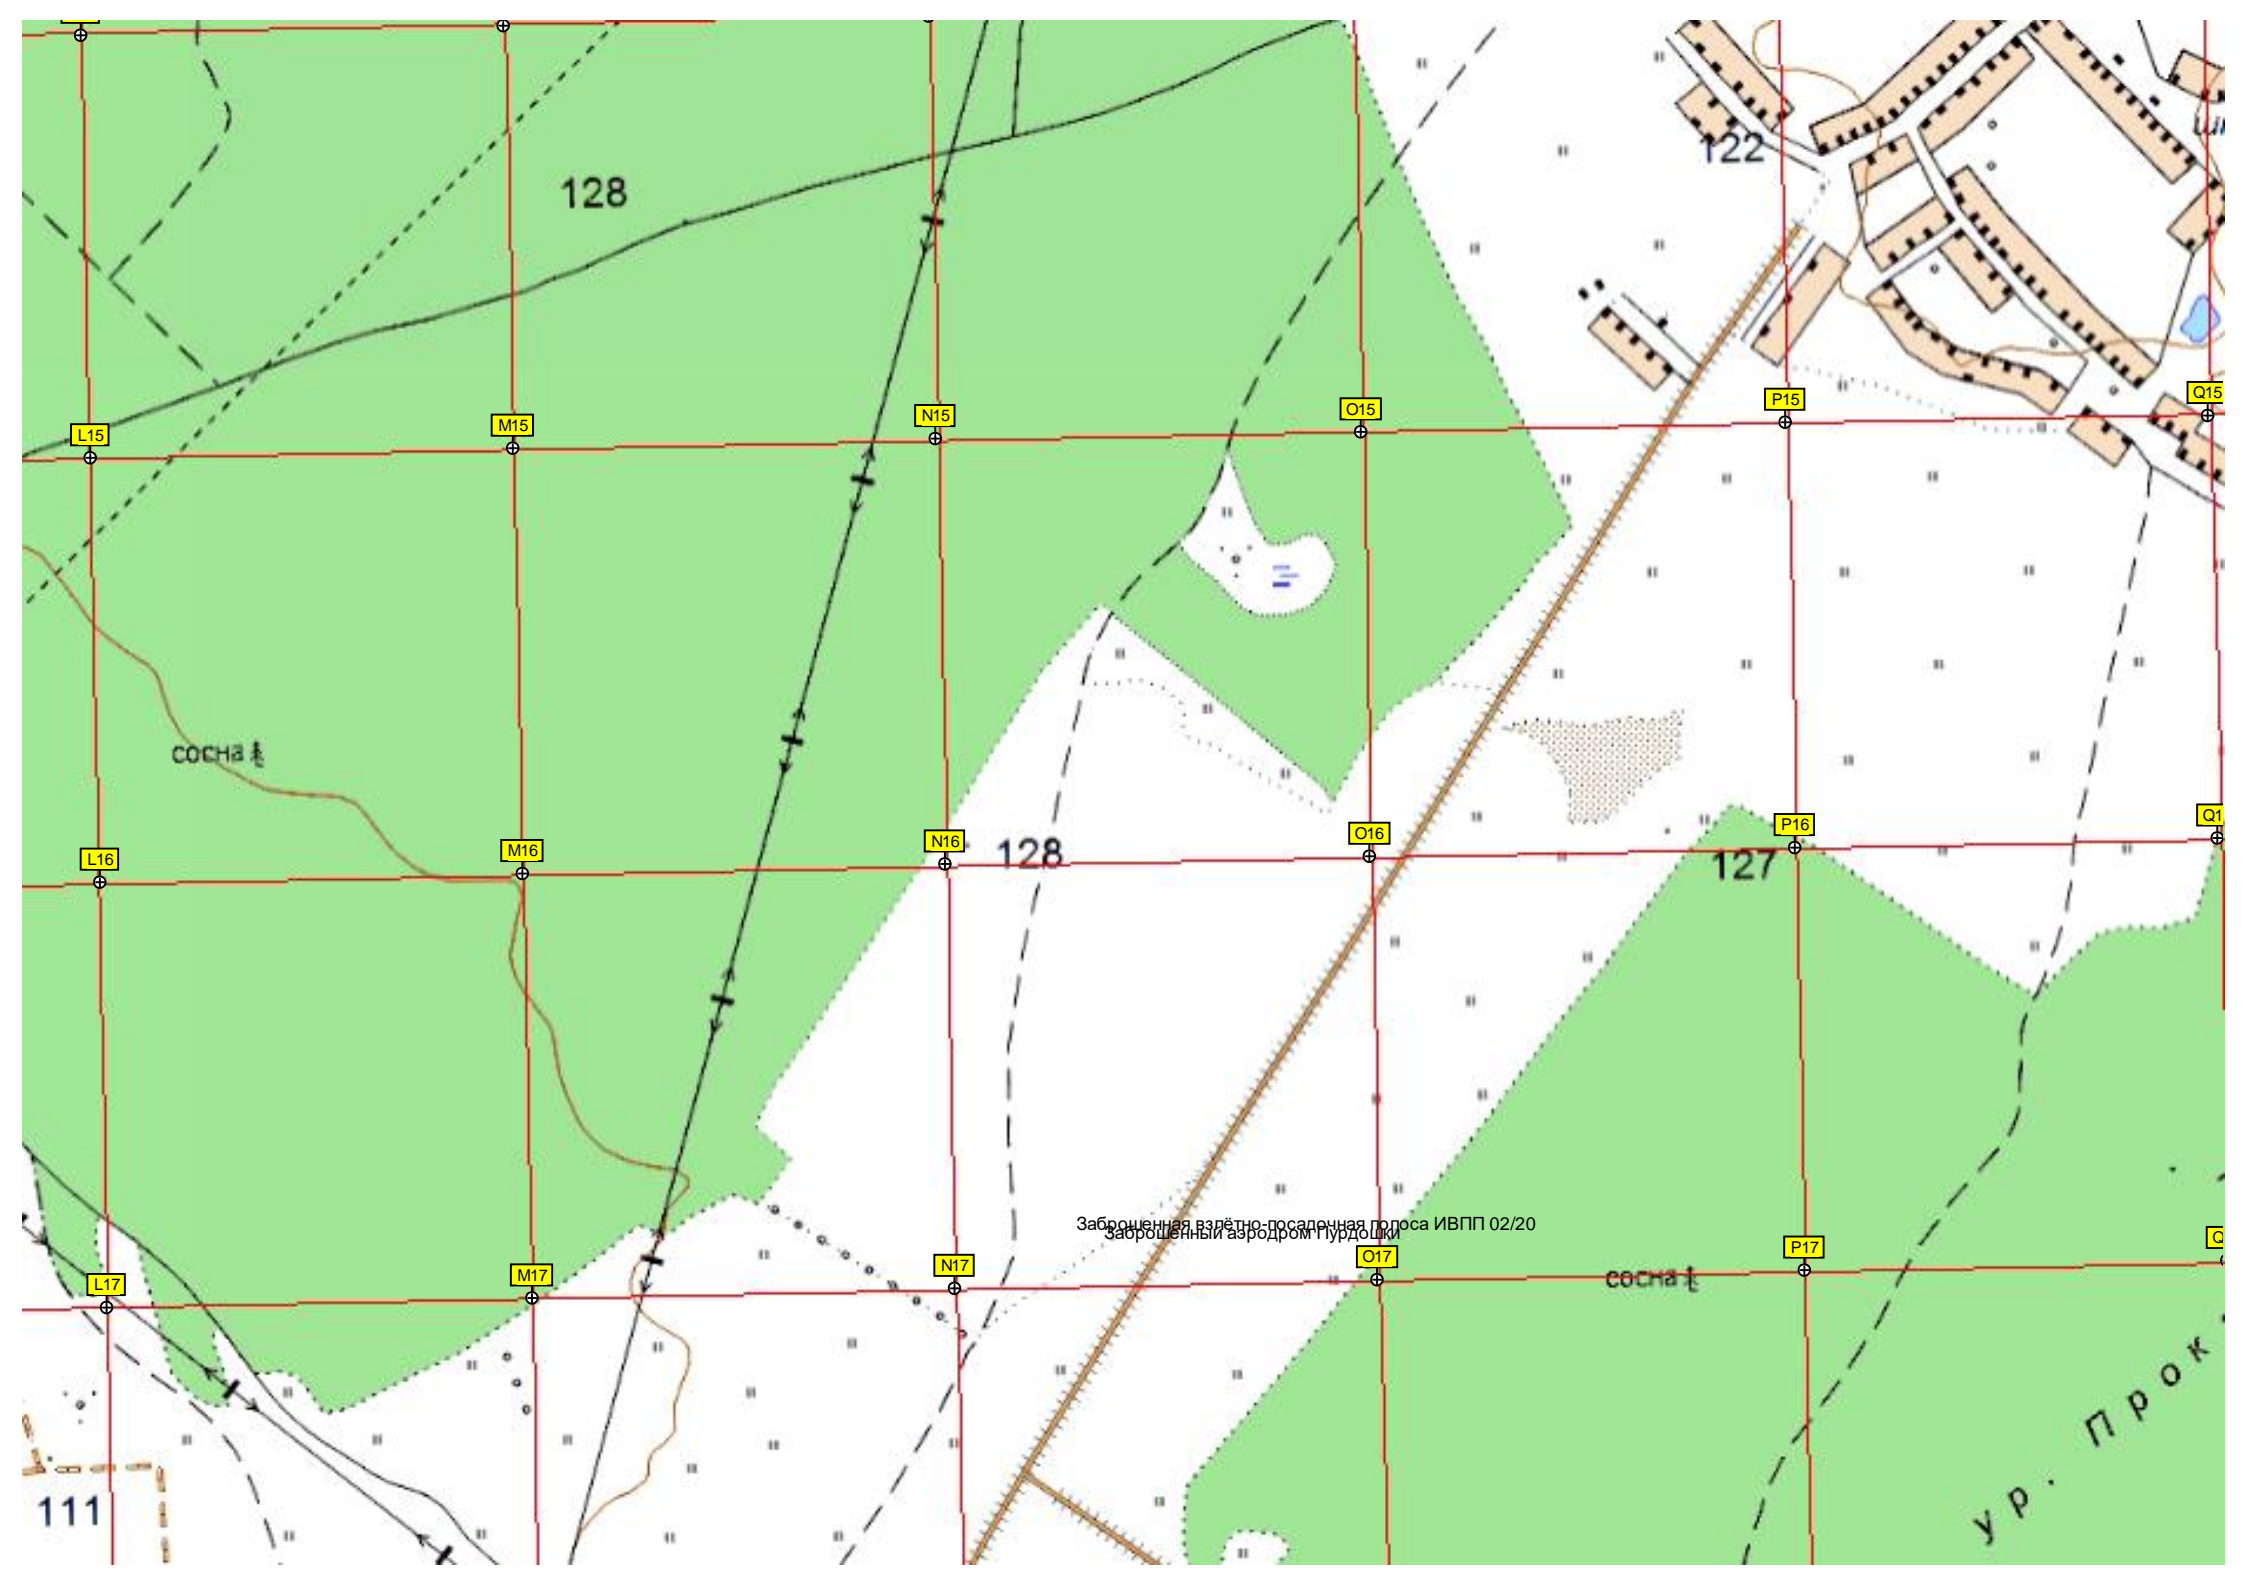 122
128
Q15
P15
O15
N15
M15
L15
сосна
Q1
P16
O16
N16
M16
L16
128
127
Заброшенная взлётно-посадочная полоса ИВПП 02/20
Заброшенный аэродром Пурдошки
Q
P17
O17
N17
M17
L17
сосна
ур. Прок
111